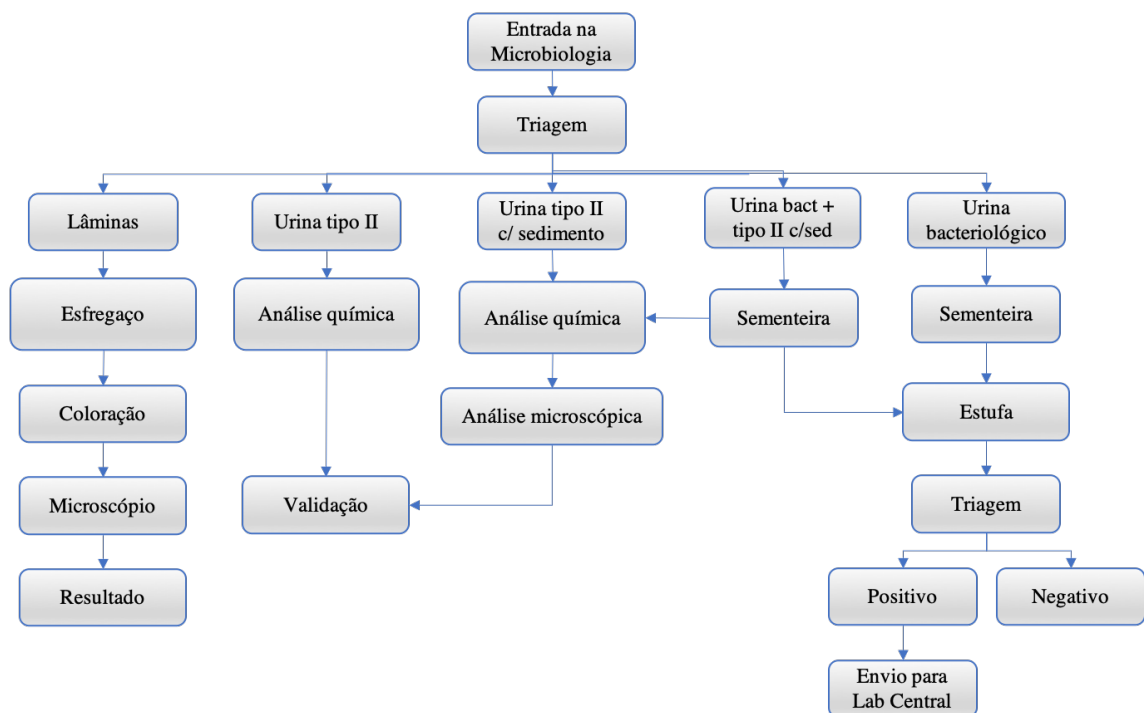 Entrada na
Microbiologia
Triagem
Lâminas
Urina tipo II
Urina tipo II
c/ sedimento
Urina bact +
tipo II c/sed
Urina
bacteriológico
Esfregaço
Análise química
Análise química
Sementeira
Sementeira
Coloração
Análise microscópica
Estufa
Microscópio
Validação
Triagem
Resultado
Positivo
Negativo
Envio para
Lab Central